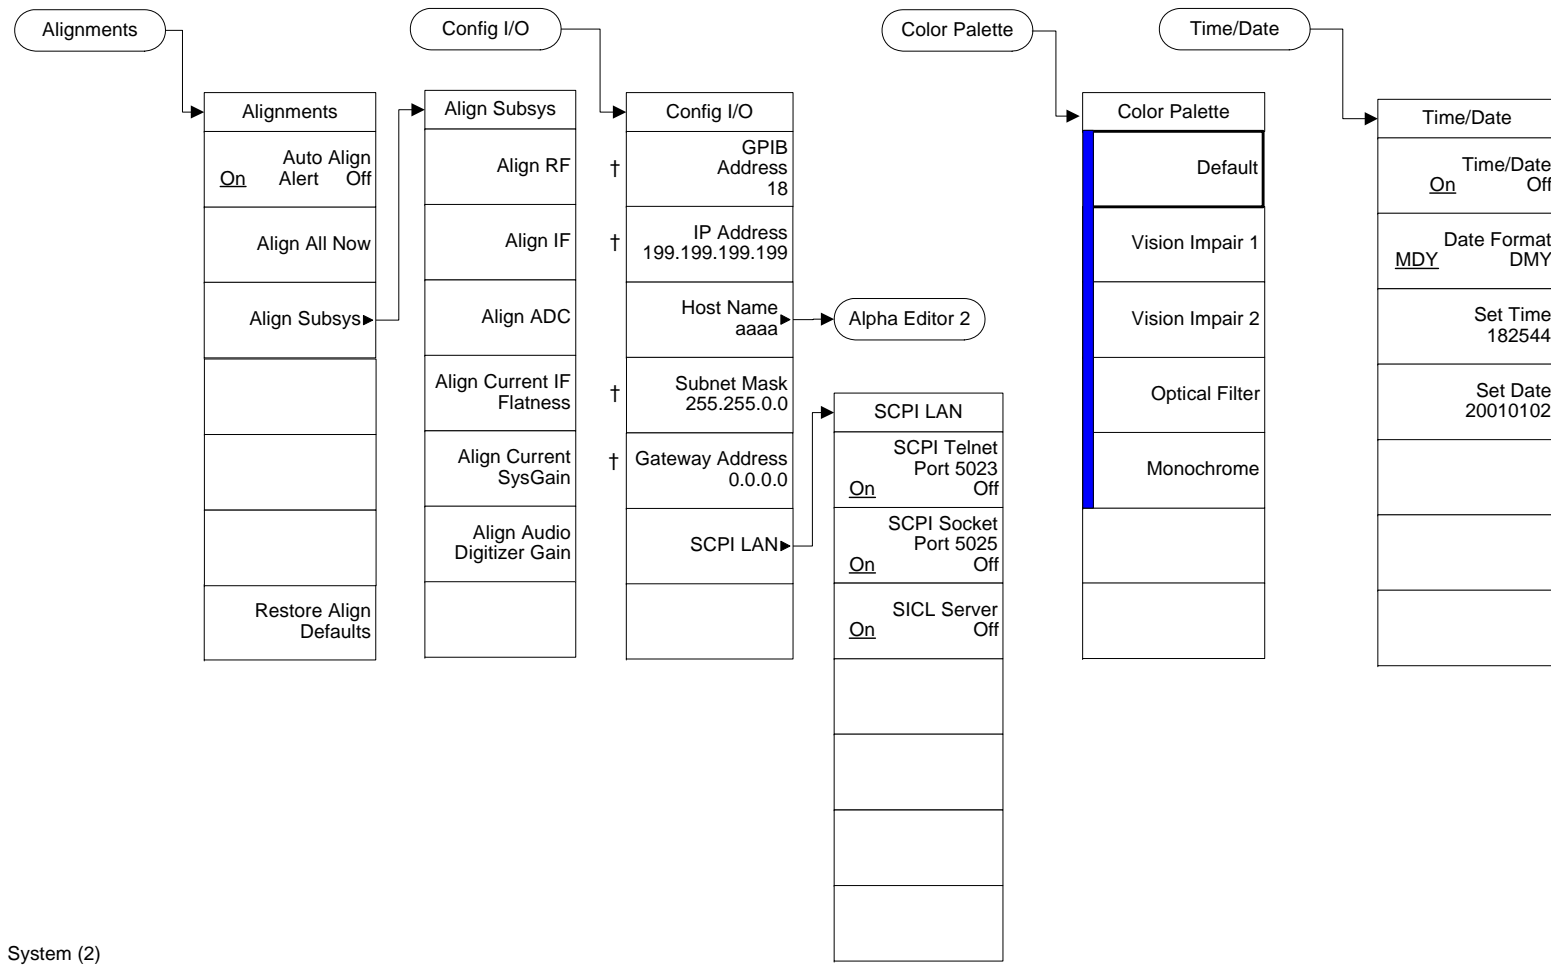 Alignments
Config I/O
Color Palette
Time/Date
Alignments
Auto Align
On Alert Off
Align All Now
Align Subsys
Restore Align
Defaults
Align Subsys
Align RF
Align IF
Align ADC
Align Current IF
Flatness
Align Current
SysGain
Align Audio
Digitizer Gain
Config I/O
† GPIB
Address
18
† IP Address
199.199.199.199
Host Name
aaaa
† Subnet Mask
255.255.0.0
† Gateway Address
0.0.0.0
SCPI LAN
Alpha Editor 2
SCPI LAN
SCPI Telnet
Port 5023
On Off
SCPI Socket
Port 5025
On Off
SICL Server
On Off
Color Palette
Default
Vision Impair 1
Vision Impair 2
Optical Filter
Monochrome
Time/Date
Time/Date
On Off
Date Format
MDY DMY
Set Time
182544
Set Date
20010102
System (2)